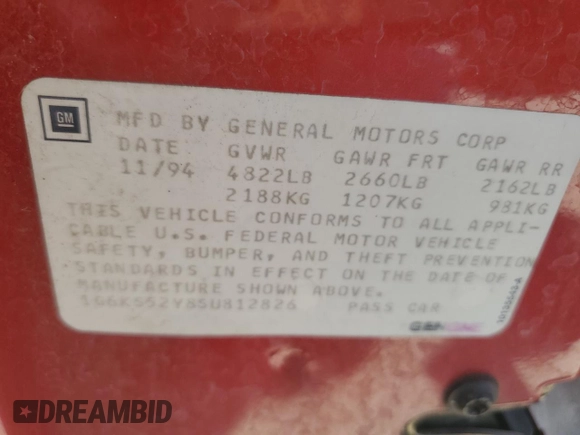 GM
MFD BY GENERAL MOTORS CORP
DATE GVWR GAWR FRT GAWR RR
11/94 4822LB 2660LB 2162LB
2188KG 1207KG 981KG
THIS VEHICLE CONFORMS TO ALL APPLI-
CABLE U.S. FEDERAL MOTOR VEHICLE
SAFETY, BUMPER, AND THEFT PREVENTION
STANDARDS IN EFFECT ON THE DATE OF
MANUFACTURE SHOWN ABOVE.
1G6KS52Y8SU812826 PASS CAR
DREAMBID